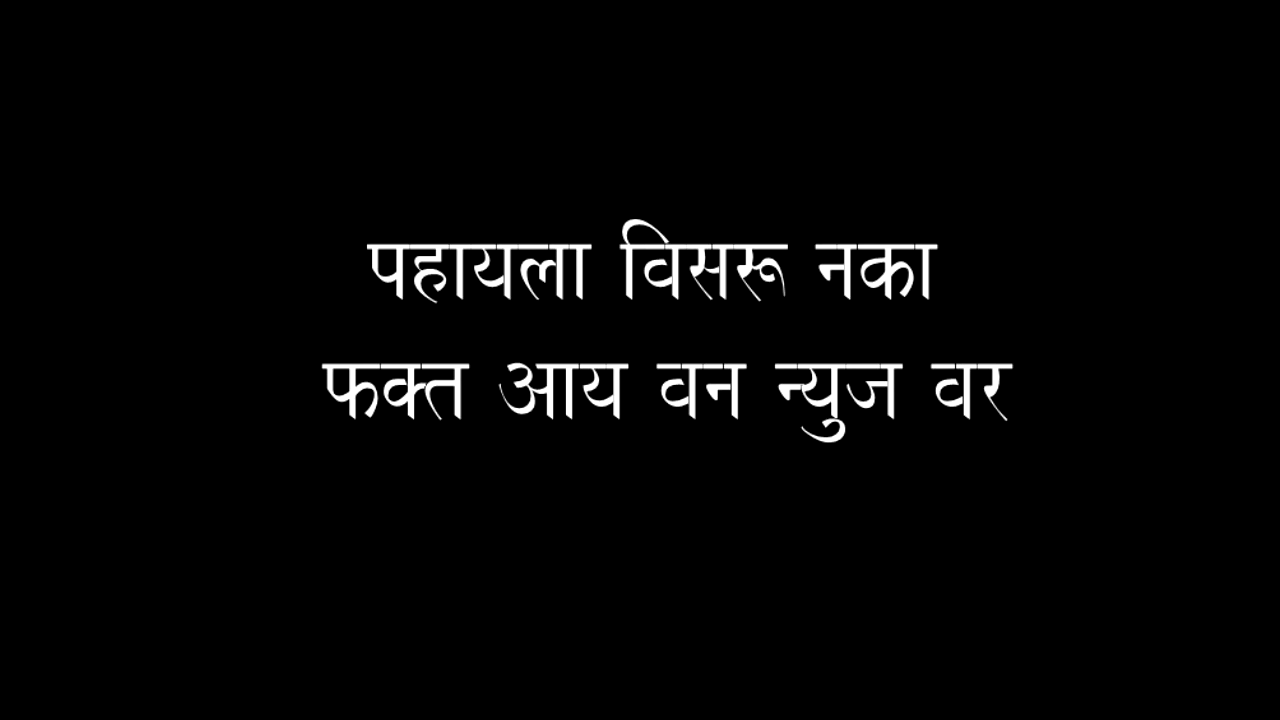 पहायला विसरू नका
फक्त आय वन न्युज वर